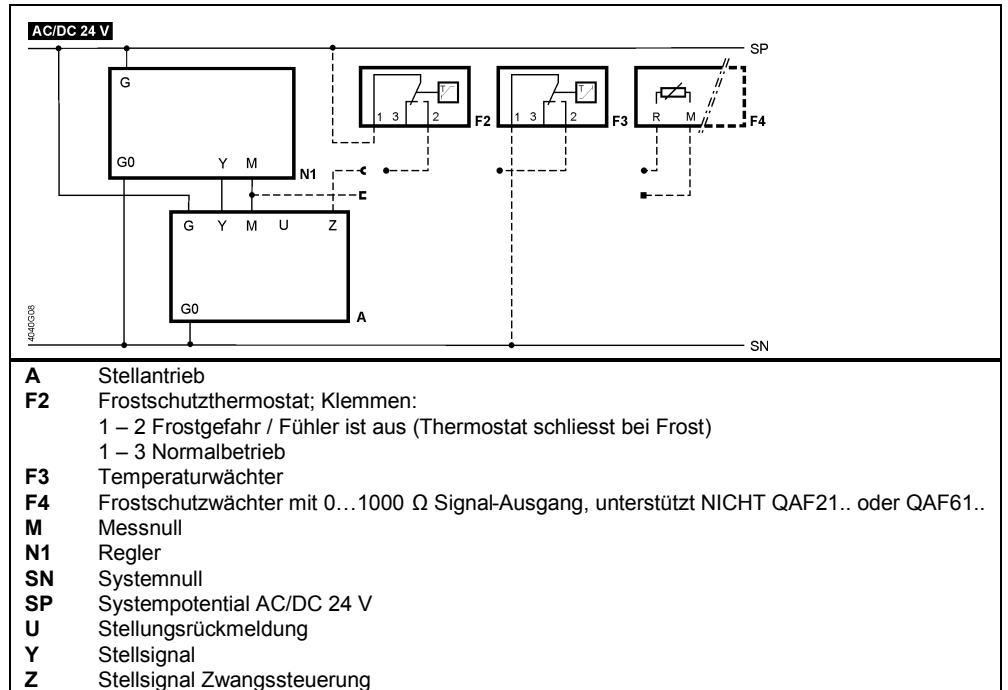 AC/DC 24 V
SP
G
1 3 2
F2
1 3 2
F3
R M
F4
G0 Y M
N1
G Y M U Z
G0
A
4040G08
SN
A Stellantrieb
F2 Frostschutzthermostat; Klemmen:
1 – 2 Frostgefahr / Fühler ist aus (Thermostat schliesst bei Frost)
1 – 3 Normalbetrieb
F3 Temperaturwächter
F4 Frostschutzwächter mit 0…1000 Ω Signal-Ausgang, unterstützt NICHT QAF21.. oder QAF61..
M Messnull
N1 Regler
SN Systemnull
SP Systempotential AC/DC 24 V
U Stellungsrückmeldung
Y Stellsignal
Z Stellsignal Zwangssteuerung